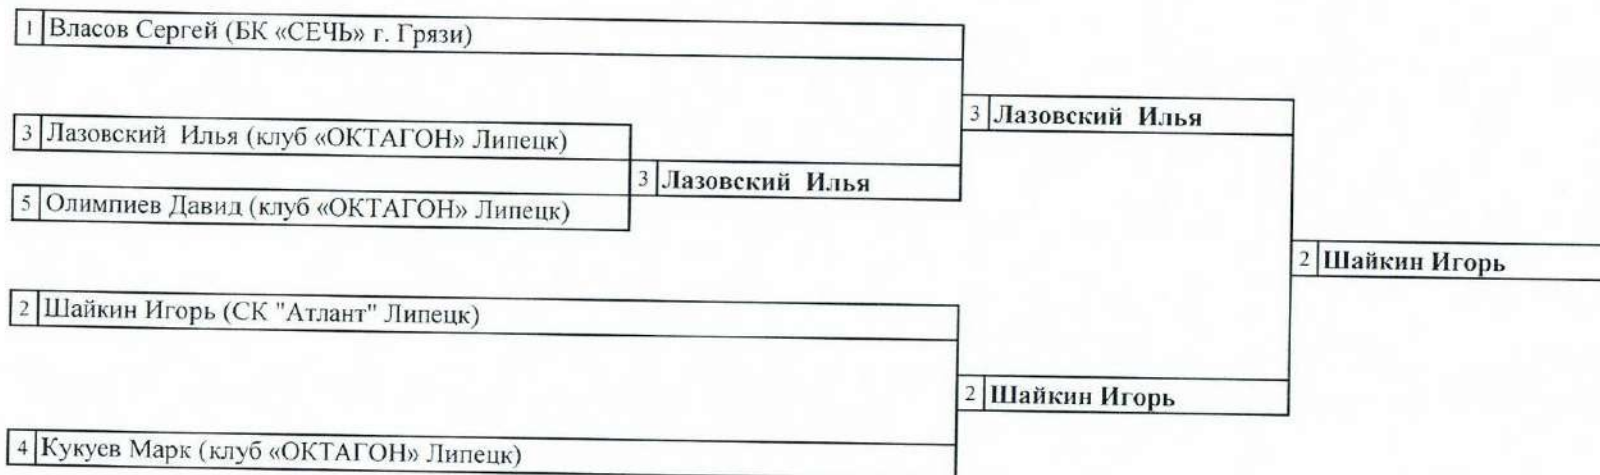 1 Власов Сергей (БК «СЕЧЬ» г. Грязи)
3 Лазовский Илья
3 Лазовский Илья (клуб «ОКТАГОН» Липецк)
3 Лазовский Илья
5 Олимпиев Давид (клуб «ОКТАГОН» Липецк)
2 Шайкин Игорь
2 Шайкин Игорь (СК "Атлант" Липецк)
2 Шайкин Игорь
4 Кукуев Марк (клуб «ОКТАГОН» Липецк)